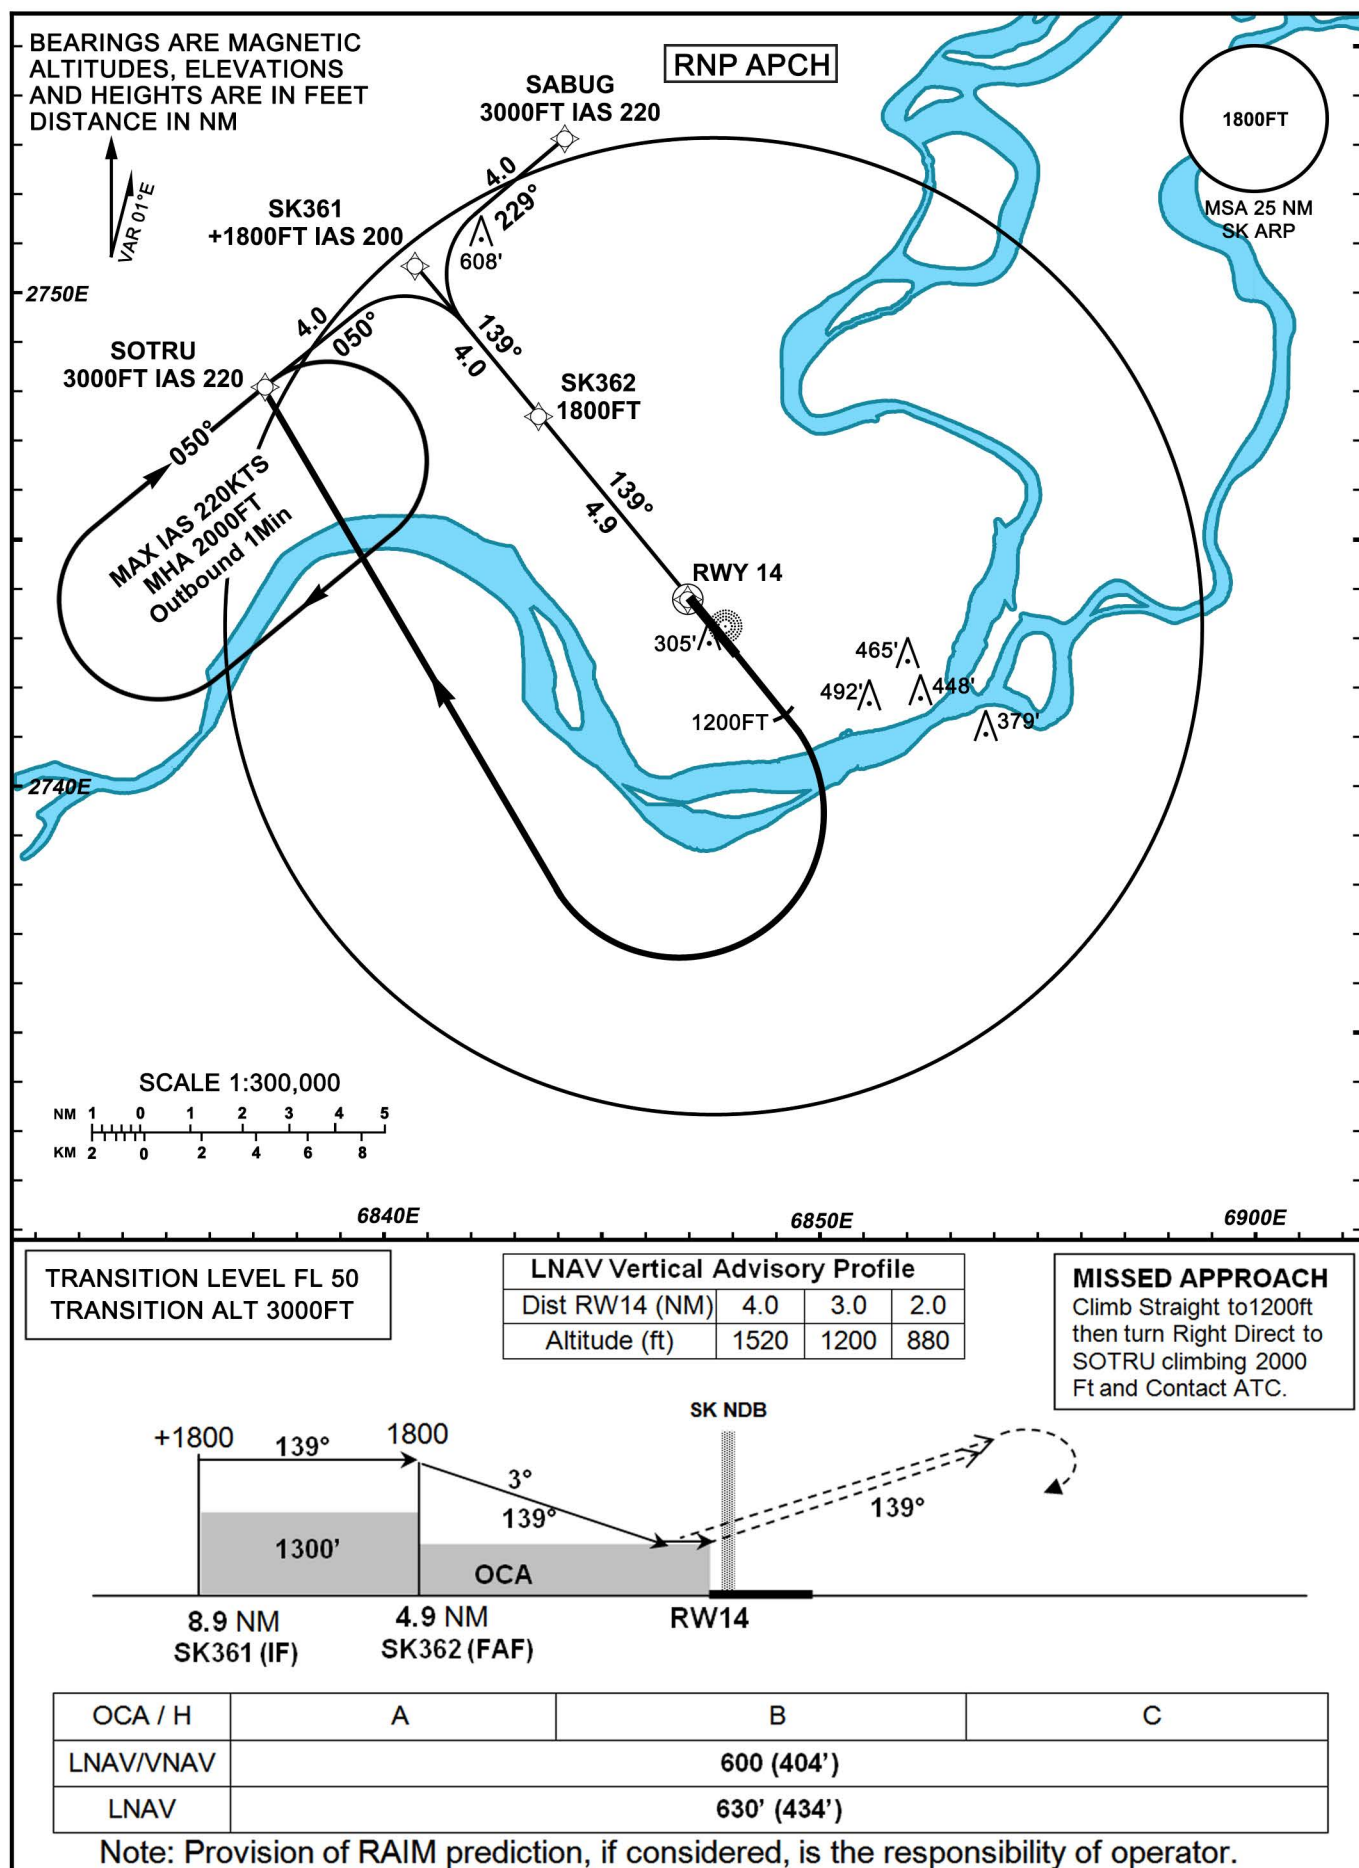 BEARINGS ARE MAGNETIC
ALTITUDES, ELEVATIONS
AND HEIGHTS ARE IN FEET
DISTANCE IN NM
VAR 01°E
RNP APCH
SABUG
3000FT IAS 220
4.0
229°
1800FT
MSA 25 NM
SK ARP
SK361
+1800FT IAS 200
608'
2750E
4.0
050°
139°
4.0
SOTRU
3000FT IAS 220
SK362
1800FT
050°
MAX IAS 220KTS
MHA 2000FT
Outbound 1Min
139°
4.9
RWY 14
305'
465'
492'
448'
379'
1200FT
2740E
SCALE 1:300,000
NM 1 0 1 2 3 4 5
KM 2 0 2 4 6 8
6840E
6850E
6900E
TRANSITION LEVEL FL 50
TRANSITION ALT 3000FT
LNAV Vertical Advisory Profile
Dist RW14 (NM) 4.0 3.0 2.0
Altitude (ft) 1520 1200 880
MISSED APPROACH
Climb Straight to1200ft
then turn Right Direct to
SOTRU climbing 2000
Ft and Contact ATC.
SK NDB
+1800
139°
1800
3°
139°
139°
1300'
OCA
8.9 NM
SK361 (IF)
4.9 NM
SK362 (FAF)
RW14
OCA / H A B C
LNAV/VNAV 600 (404')
LNAV 630' (434')
Note: Provision of RAIM prediction, if considered, is the responsibility of operator.